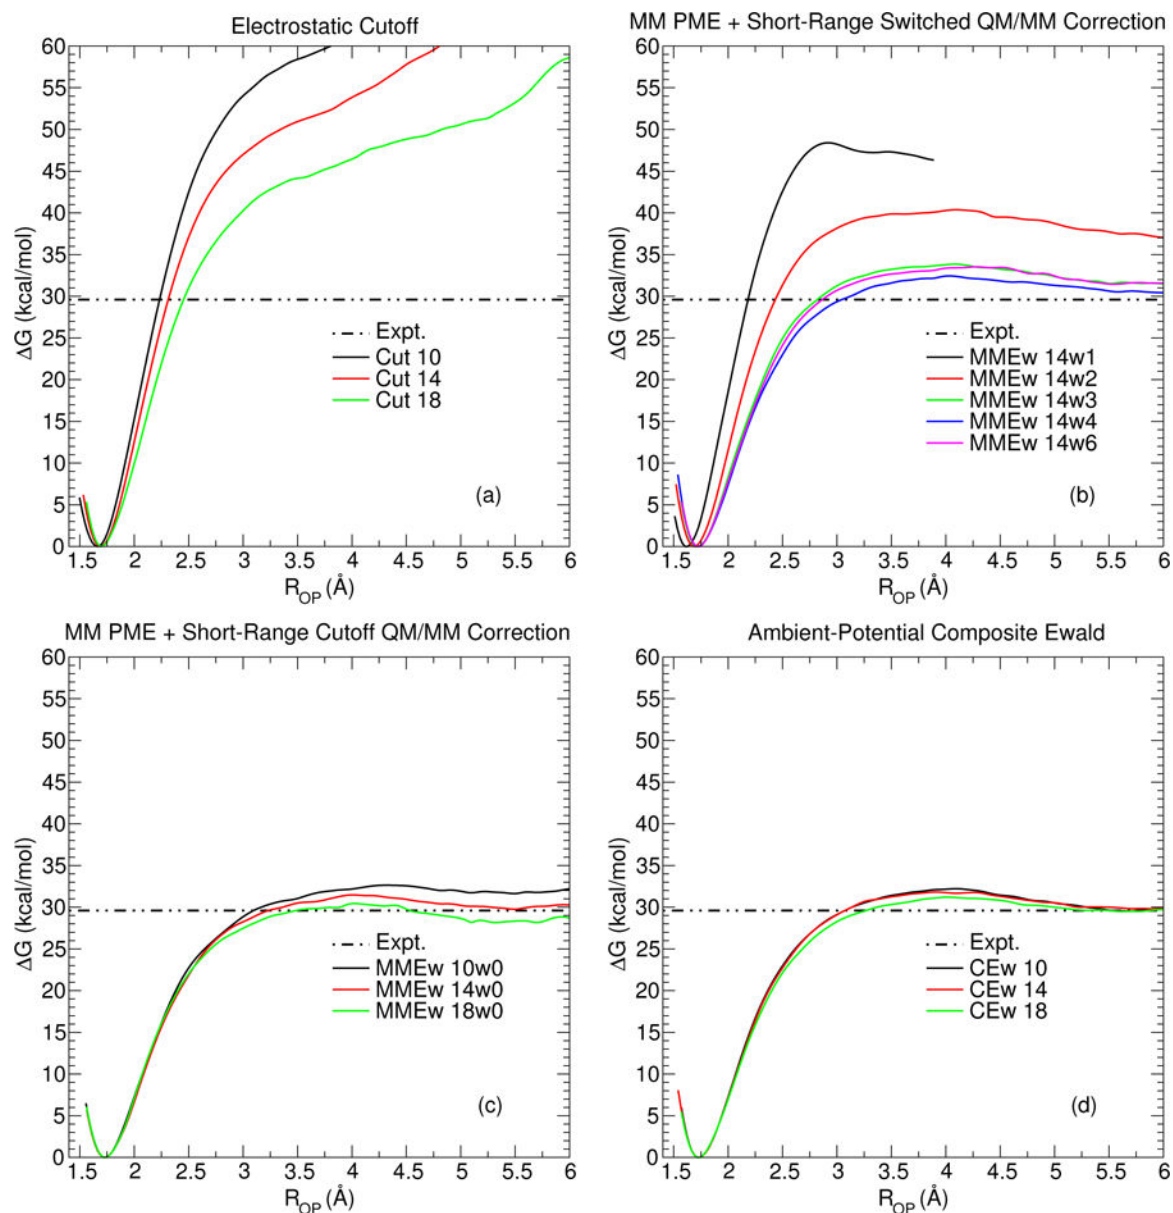 Electrostatic Cutoff
60
55
50
45
40
35
30
25
20
15
10
5
0
ΔG (kcal/mol)
Expt.
Cut 10
Cut 14
Cut 18
(a)
1.5 2 2.5 3 3.5 4 4.5 5 5.5 6
R_OP (Å)
MM PME + Short-Range Switched QM/MM Correction
60
55
50
45
40
35
30
25
20
15
10
5
0
ΔG (kcal/mol)
Expt.
MMEw 14w1
MMEw 14w2
MMEw 14w3
MMEw 14w4
MMEw 14w6
(b)
1.5 2 2.5 3 3.5 4 4.5 5 5.5 6
R_OP (Å)
MM PME + Short-Range Cutoff QM/MM Correction
60
55
50
45
40
35
30
25
20
15
10
5
0
ΔG (kcal/mol)
Expt.
MMEw 10w0
MMEw 14w0
MMEw 18w0
(c)
1.5 2 2.5 3 3.5 4 4.5 5 5.5 6
R_OP (Å)
Ambient-Potential Composite Ewald
60
55
50
45
40
35
30
25
20
15
10
5
0
ΔG (kcal/mol)
Expt.
CEw 10
CEw 14
CEw 18
(d)
1.5 2 2.5 3 3.5 4 4.5 5 5.5 6
R_OP (Å)